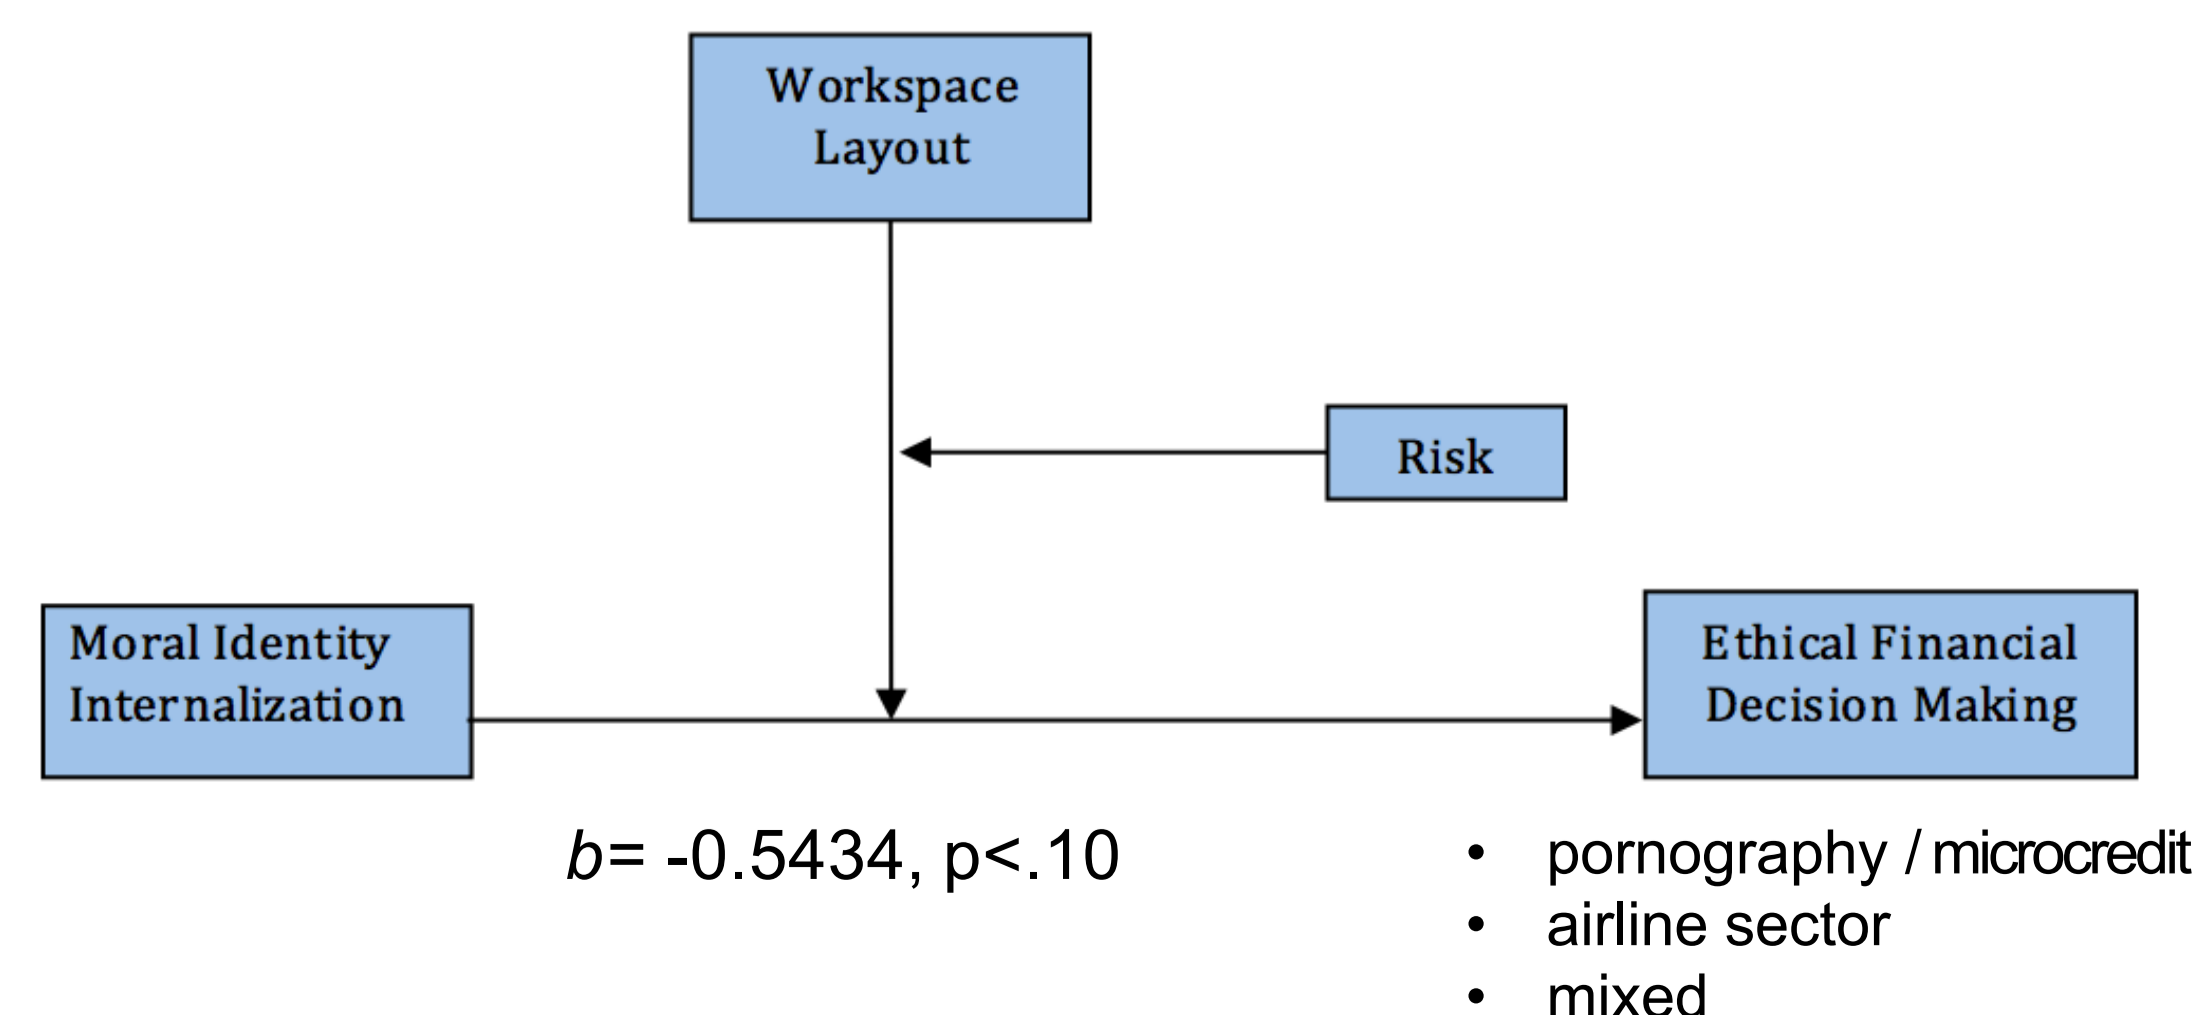 Workspace
Layout
Risk
Moral Identity
Internalization
Ethical Financial
Decision Making
b= -0.5434, p<.10
• pornography / microcredit
• airline sector
• mixed